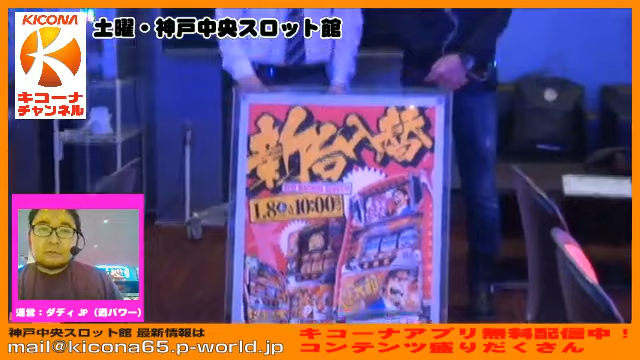 KICONA
キコーナ
チャンネル
土曜・神戸中央スロット館
新台入替
1.8 10:00
運営：ダディ JP（酒パワー）
神戸中央スロット館 最新情報は
mail@kicona65.p-world.jp
キコーナアプリ無料配信中！
コンテンツ盛りだくさん